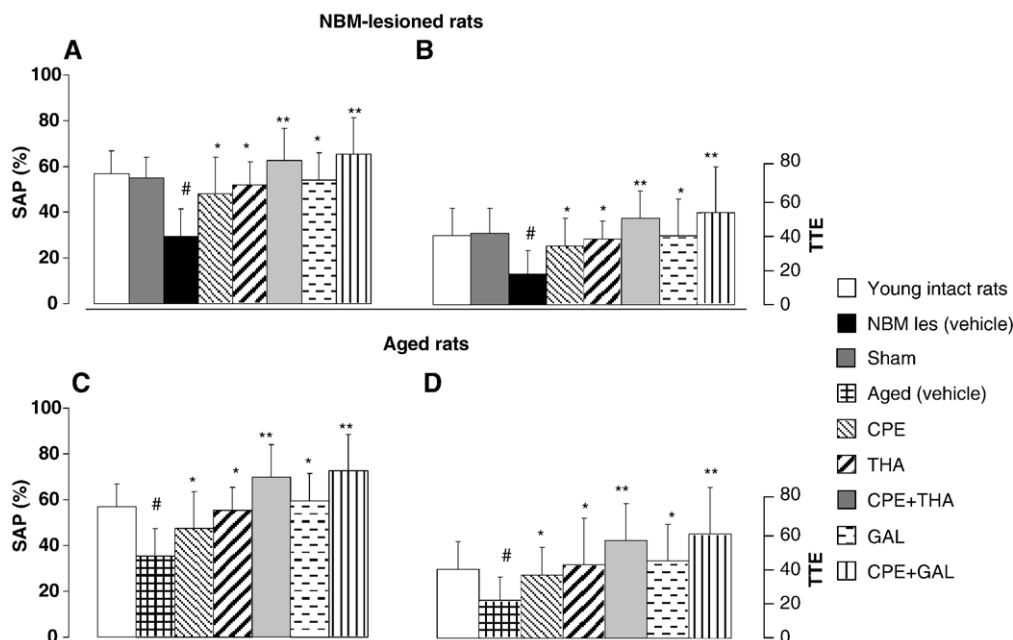 NBM-lesioned rats
A
B
100
80
60
40
20
0
SAP (%)
#
*
*
**
*
**
#
*
*
**
*
**
80
60
40
20
0
TTE
Aged rats
C
D
100
80
60
40
20
0
SAP (%)
#
*
*
**
*
**
#
*
*
**
*
**
80
60
40
20
0
TTE
Young intact rats
NBM les (vehicle)
Sham
Aged (vehicle)
CPE
THA
CPE+THA
GAL
CPE+GAL